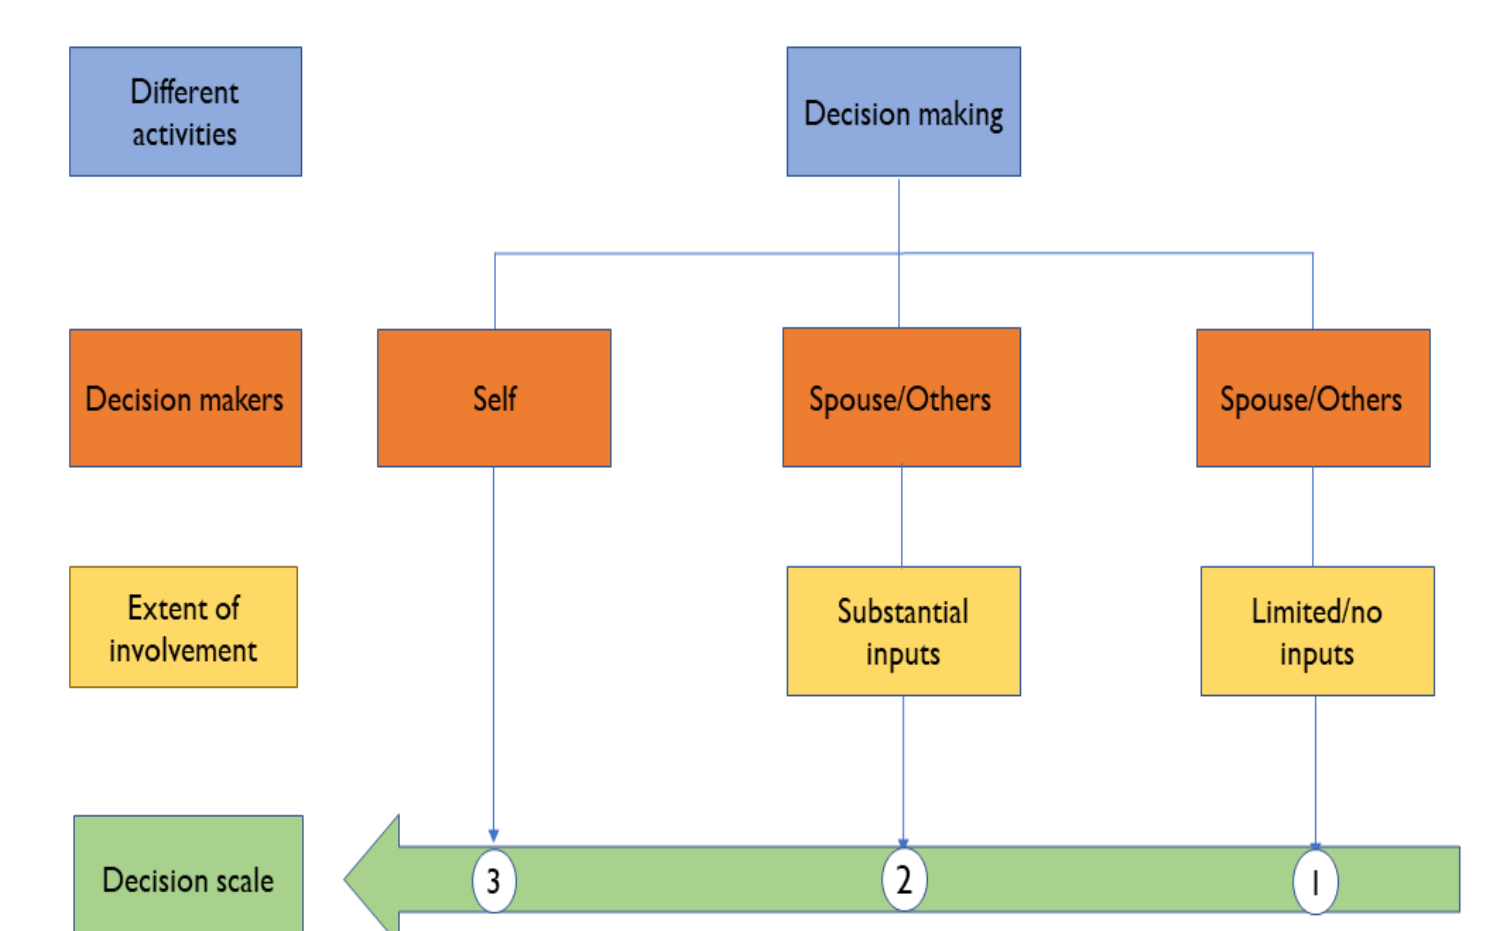 Different
activities
Decision making
Decision makers
Self
Spouse/Others
Spouse/Others
Extent of
involvement
Substantial
inputs
Limited/no
inputs
Decision scale
3
2
1